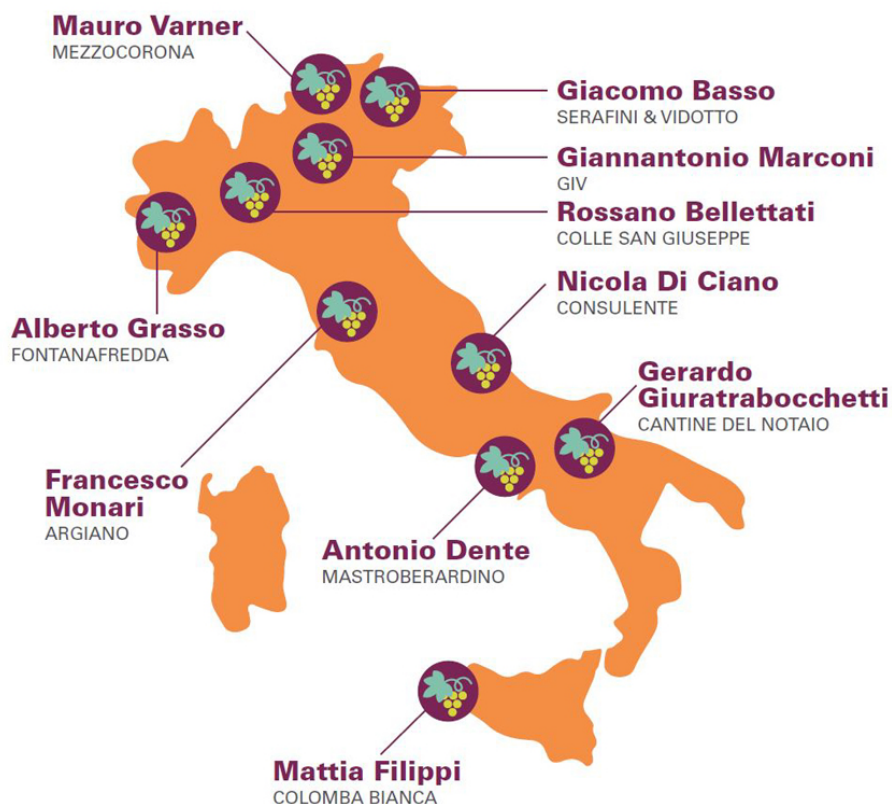 Mauro Varner
MEZZOCORONA
Giacomo Basso
SERAFINI & VIDOTTO
Giannantonio Marconi
GIV
Rossano Bellettati
COLLE SAN GIUSEPPE
Nicola Di Ciano
CONSULENTE
Alberto Grasso
FONTANAFREDDA
Gerardo
Giuratrabocchetti
CANTINE DEL NOTAIO
Francesco
Monari
ARGIANO
Antonio Dente
MASTROBERARDINO
Mattia Filippi
COLOMBA BIANCA